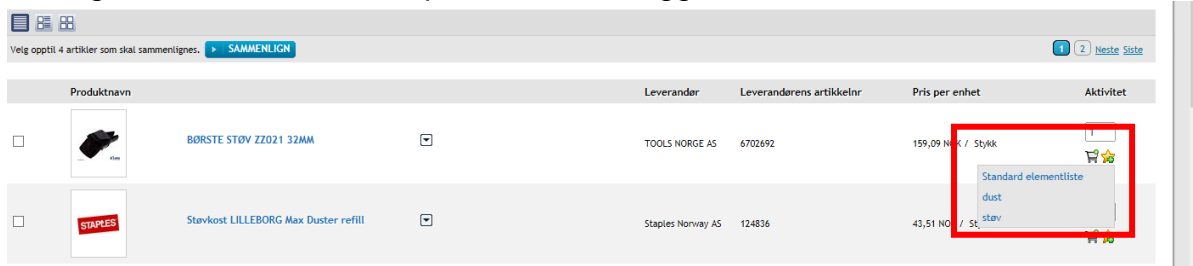 Velg opptil 4 artikler som skal sammenlignes. SAMMENLIGN 1 2 Neste Siste
Produktnavn Leverandør Leverandørens artikkelnr Pris per enhet Aktivitet
BØRSTE STØV ZZ021 32MM TOOLS NORGE AS 6702692 159,09 NOK / Stykk 1
Standard elementliste
dust
støv
STAPLES Støvkost LILLEBORG Max Duster refill Staples Norway AS 124836 43,51